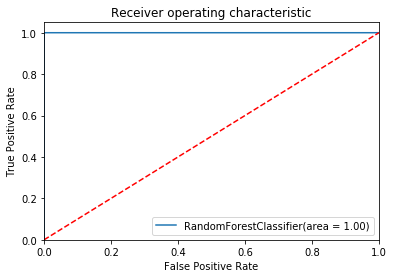 Receiver operating characteristic
1.0
0.8
0.6
0.4
0.2
0.0
True Positive Rate
RandomForestClassifier(area = 1.00)
0.0 0.2 0.4 0.6 0.8 1.0
False Positive Rate